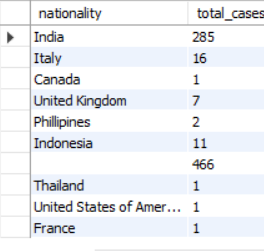 nationality total_cases
India 285
Italy 16
Canada 1
United Kingdom 7
Phillipines 2
Indonesia 11
466
Thailand 1
United States of Amer... 1
France 1